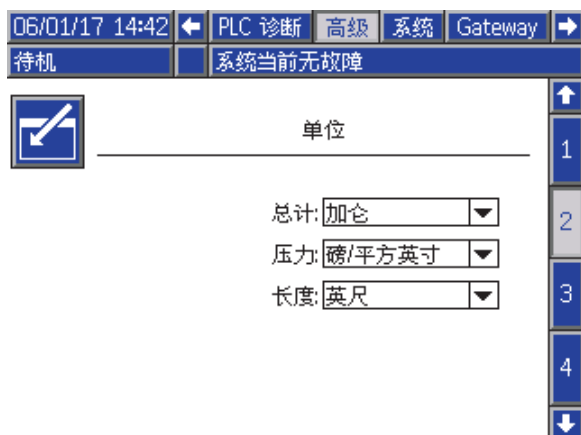 06/01/17 14:42 PLC 诊断 高级 系统 Gateway
待机 系统当前无故障
单位
1
总计: 加仑
2
压力: 磅/平方英寸
长度: 英尺
3
4